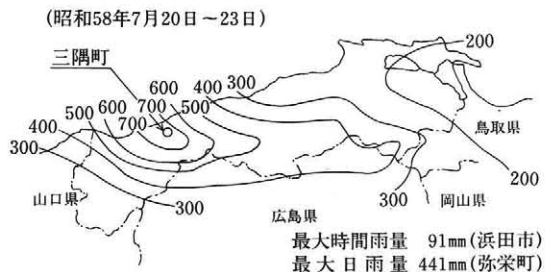 (昭和58年7月20日～23日)
三隅町
200
600
400
300
600
700
500
500
700
400
300
鳥取県
山口県
300
広島県
300
岡山県
200
最大時間雨量 91mm(浜田市)
最大日雨量 441mm(弥栄町)